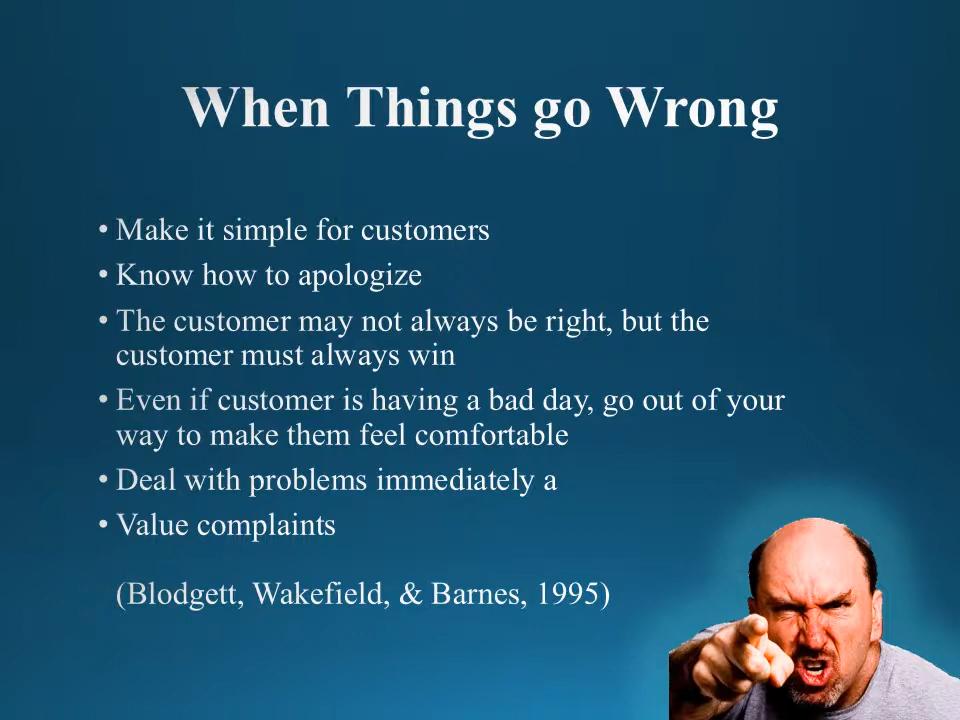 When Things go Wrong
• Make it simple for customers
• Know how to apologize
• The customer may not always be right, but the
customer must always win
• Even if customer is having a bad day, go out of your
way to make them feel comfortable
• Deal with problems immediately a
• Value complaints
(Blodgett, Wakefield, & Barnes, 1995)